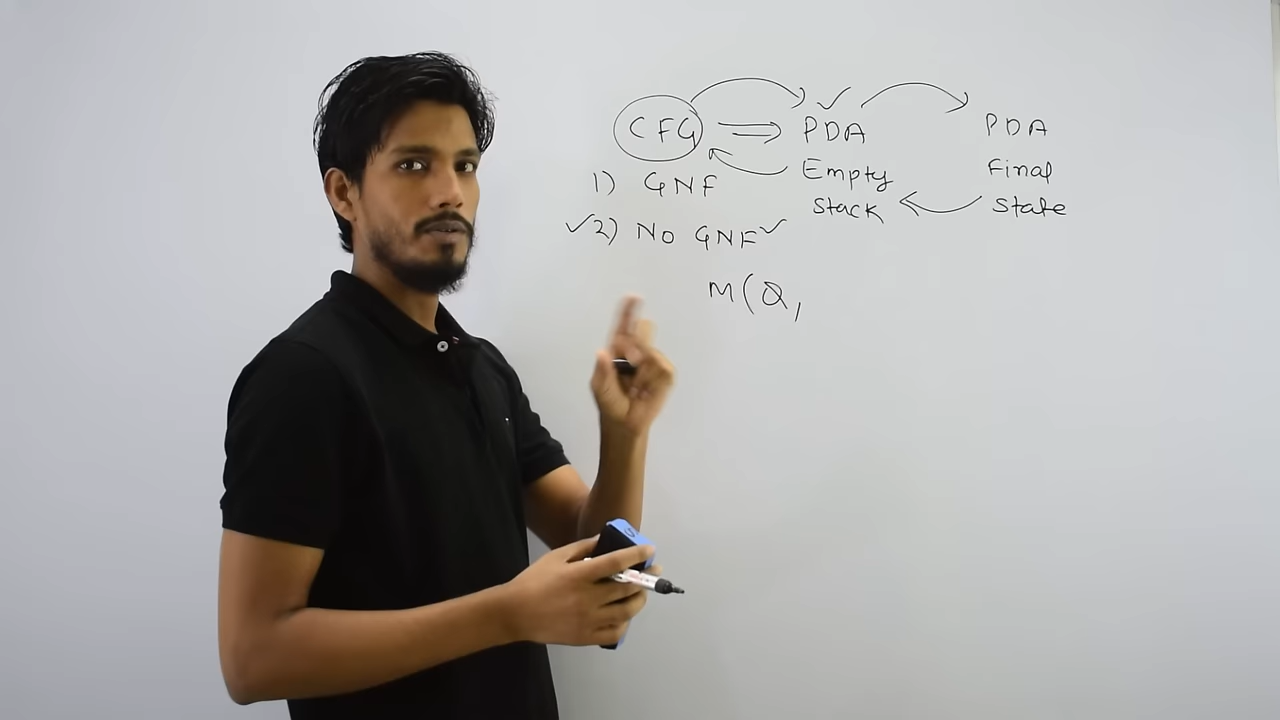 CFG ⇒ PDA ✓ PDA
Empty Final
1) GNF
Stack State
✓2) No GNF ✓
M(Q,